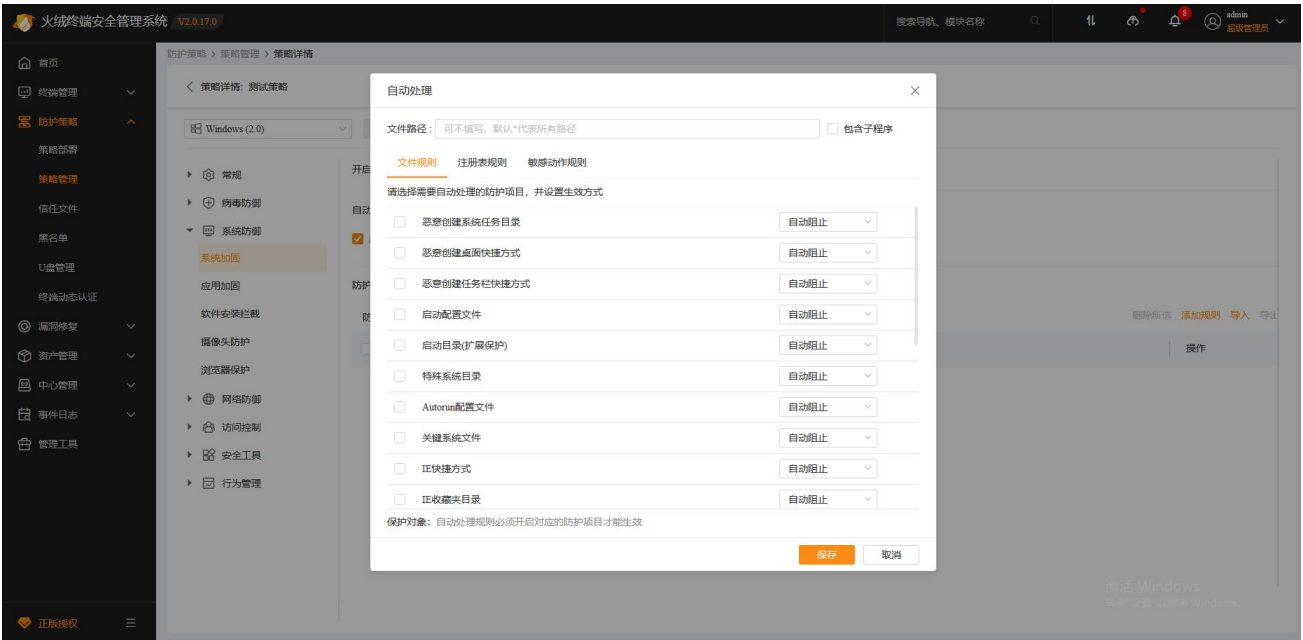 火绒终端安全管理系统 V2.0.17.0
搜索导航、模块名称
8
admin
超级管理员
首页
终端管理
防护策略
策略部署
策略管理
信任文件
黑名单
U盘管理
终端动态认证
漏洞修复
资产管理
中心管理
事件日志
管理工具
正版授权
防护策略 > 策略管理 > 策略详情
策略详情: 测试策略
Windows (2.0)
常规
病毒防御
系统防御
系统加固
应用加固
软件安装拦截
摄像头防护
浏览器保护
网络防御
访问控制
安全工具
行为管理
开启
自动
防护
防
删除所选 添加规则 导入 导出
操作
自动处理
文件路径: 可不填写，默认*代表所有路径 包含子程序
文件规则 注册表规则 敏感动作规则
请选择需要自动处理的防护项目，并设置生效方式
恶意创建系统任务目录 自动阻止
恶意创建桌面快捷方式 自动阻止
恶意创建任务栏快捷方式 自动阻止
启动配置文件 自动阻止
启动目录(扩展保护) 自动阻止
特殊系统目录 自动阻止
Autorun配置文件 自动阻止
关键系统文件 自动阻止
IE快捷方式 自动阻止
IE收藏夹目录 自动阻止
保护对象: 自动处理规则必须开启对应的防护项目才能生效
保存 取消
激活 Windows
转到"设置"以激活 Windows。